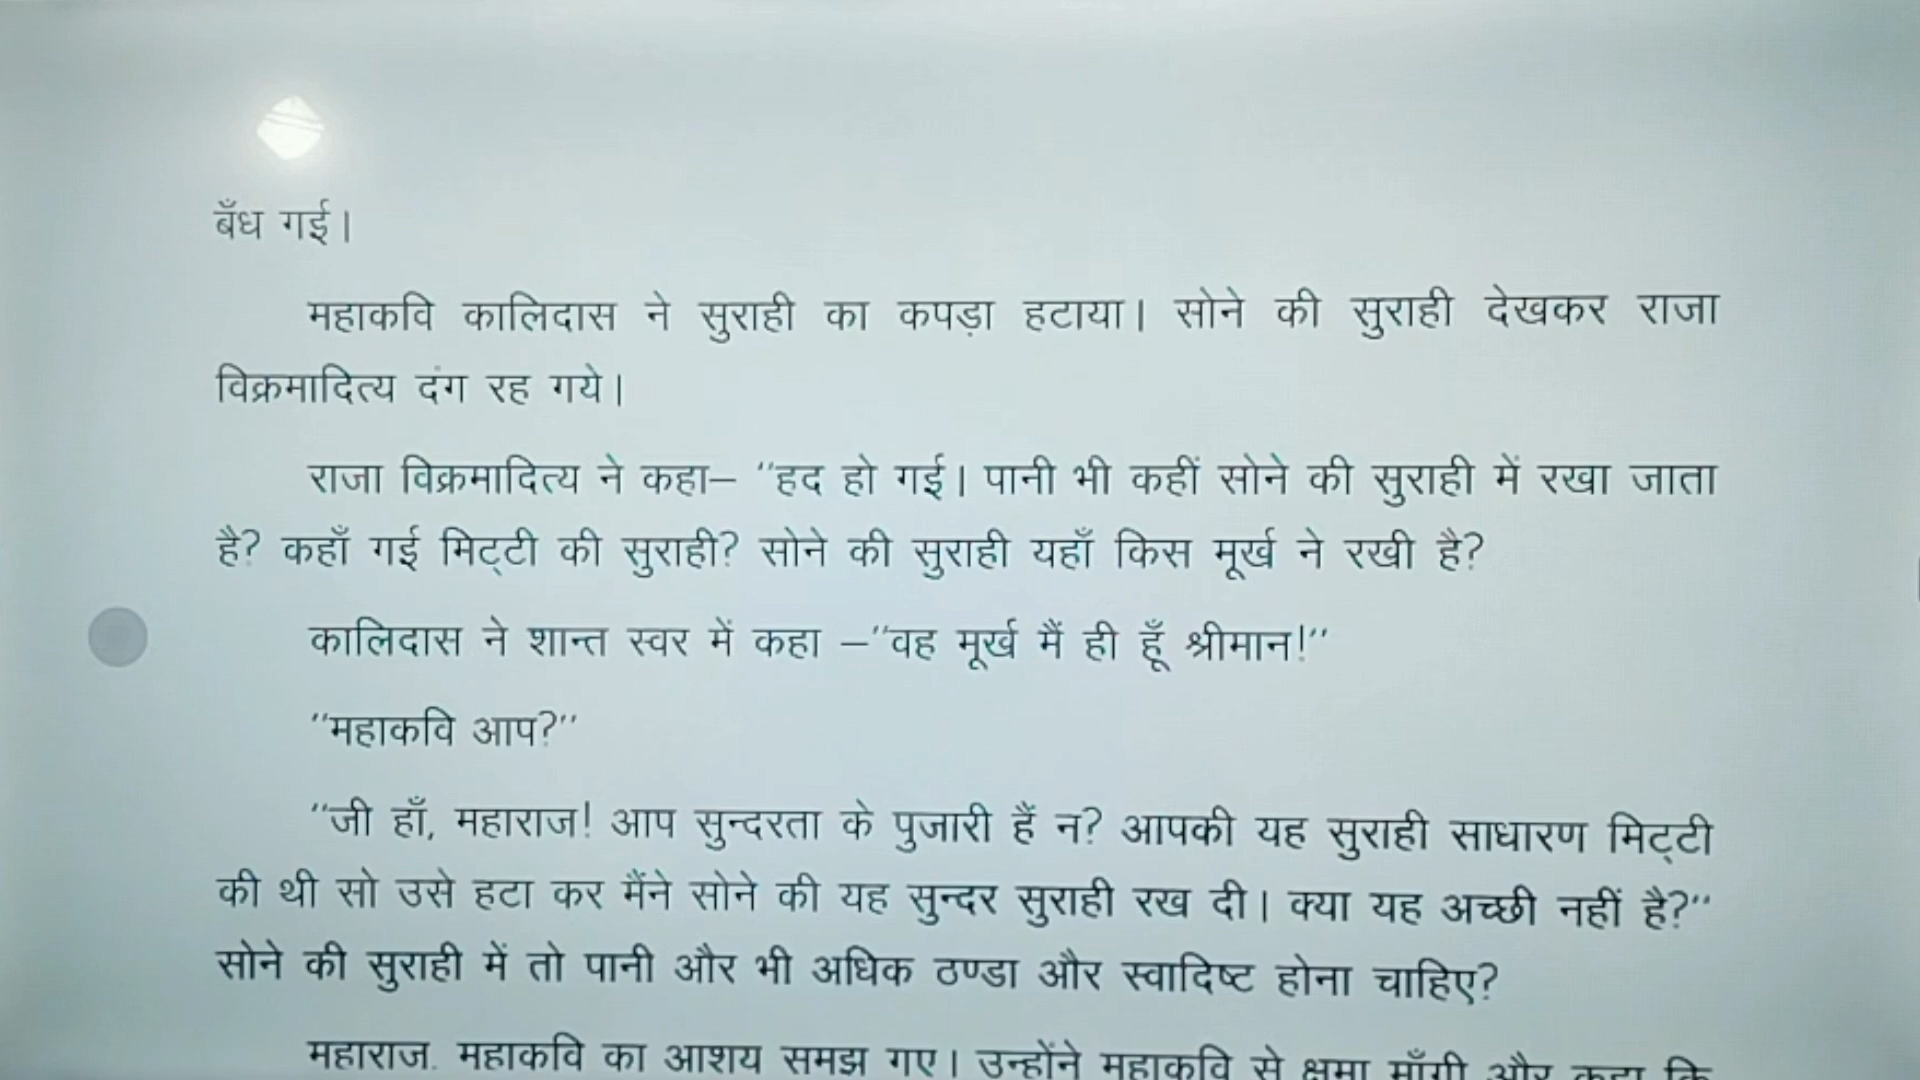 बँध गई।
महाकवि कालिदास ने सुराही का कपड़ा हटाया। सोने की सुराही देखकर राजा
विक्रमादित्य दंग रह गये।
राजा विक्रमादित्य ने कहा– ‘‘हद हो गई। पानी भी कहीं सोने की सुराही में रखा जाता
है? कहाँ गई मिट्‌टी की सुराही? सोने की सुराही यहाँ किस मूर्ख ने रखी है?
कालिदास ने शान्त स्वर में कहा –‘‘वह मूर्ख मैं ही हूँ श्रीमान!’’
‘‘महाकवि आप?’’
‘‘जी हाँ, महाराज! आप सुन्दरता के पुजारी हैं न? आपकी यह सुराही साधारण मिट्‌टी
की थी सो उसे हटा कर मैंने सोने की यह सुन्दर सुराही रख दी। क्या यह अच्छी नहीं है?’’
सोने की सुराही में तो पानी और भी अधिक ठण्डा और स्वादिष्ट होना चाहिए?
महाराज. महाकवि का आशय समझ गए। उन्होंने महाकवि से क्षमा माँगी और कहा कि